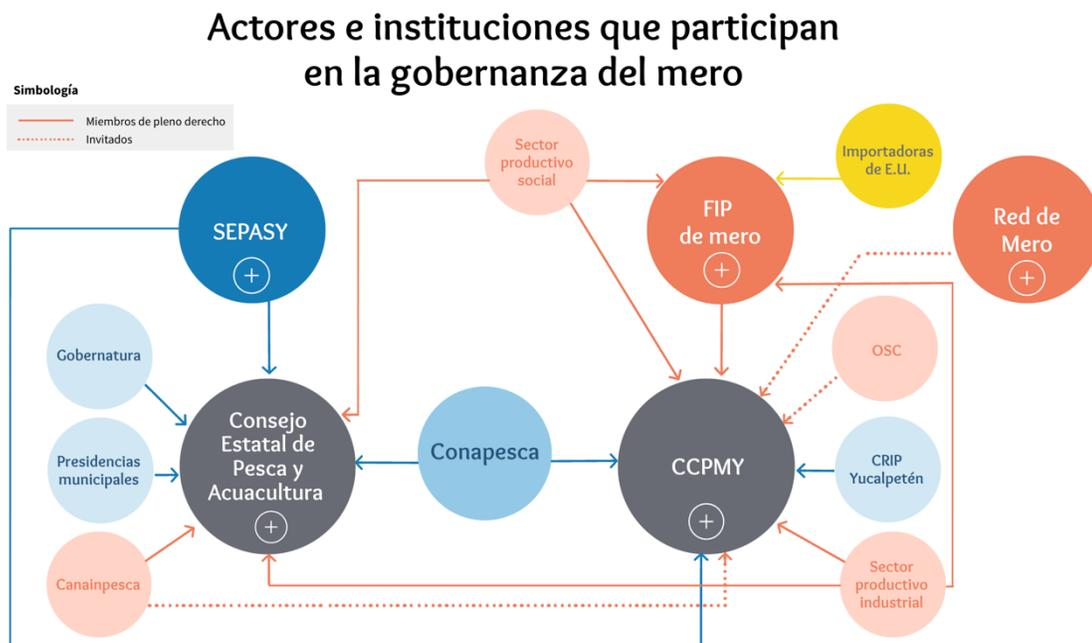 Actores e instituciones que participan
en la gobernanza del mero
Simbología
Miembros de pleno derecho
Invitados
Sector
productivo
social
Importadoras
de E.U.
SEPASY
+
FIP
de mero
+
Red de
Mero
+
Gobernatura
OSC
Consejo
Estatal de
Pesca y
Acuacultura
+
Conapesca
CCPMY
+
Presidencias
municipales
CRIP
Yucalpetén
Canainpesca
Sector
productivo
industrial